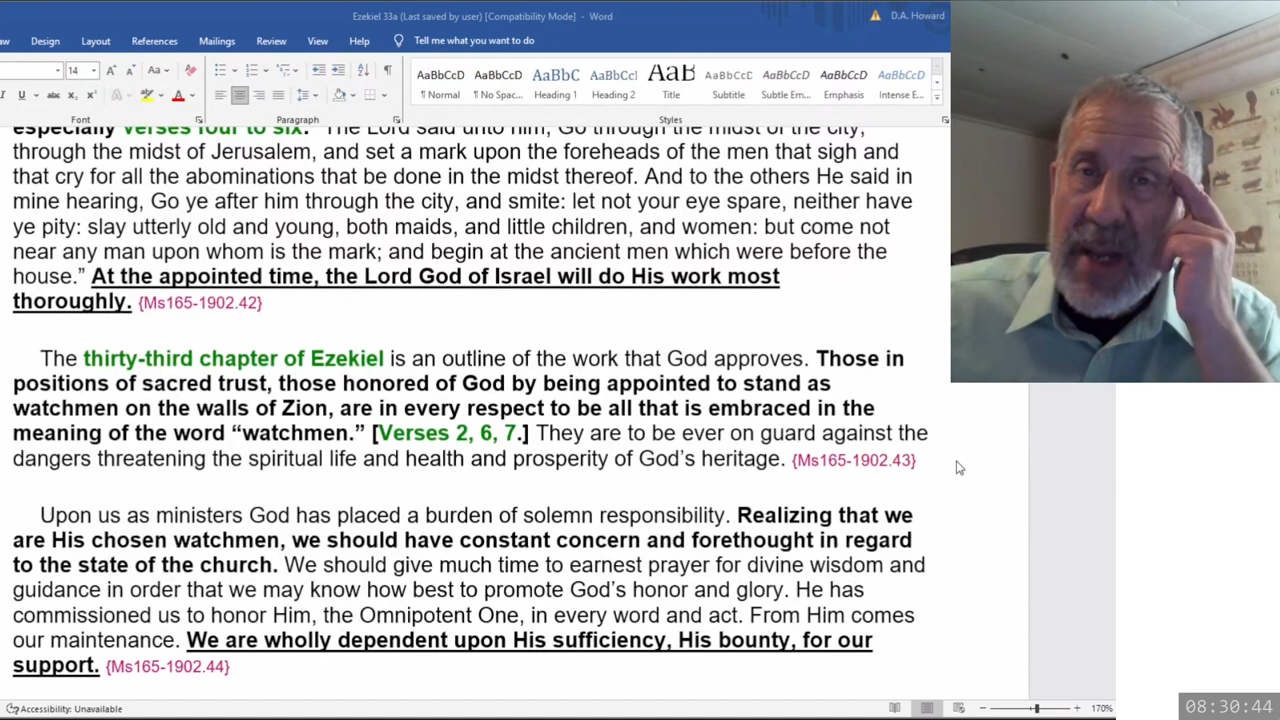 Ezekiel 33a (Last saved by user) [Compatibility Mode] - Word
D.A. Howard
Design Layout References Mailings Review View Help Tell me what you want to do
14
AaBbCcD AaBbCcD AaBbC AaBbCcI AaB AaBbCcD AaBbCcD AaBbCcD AaBbCcD
¶ Normal ¶ No Spac... Heading 1 Heading 2 Title Subtitle Subtle Em... Emphasis Intense E...
Font Paragraph Styles
especially verses four to six: "The Lord said unto him, Go through the midst of the city,
through the midst of Jerusalem, and set a mark upon the foreheads of the men that sigh and
that cry for all the abominations that be done in the midst thereof. And to the others He said in
mine hearing, Go ye after him through the city, and smite: let not your eye spare, neither have
ye pity: slay utterly old and young, both maids, and little children, and women: but come not
near any man upon whom is the mark; and begin at the ancient men which were before the
house.” At the appointed time, the Lord God of Israel will do His work most
thoroughly. {Ms165-1902.42}
The thirty-third chapter of Ezekiel is an outline of the work that God approves. Those in
positions of sacred trust, those honored of God by being appointed to stand as
watchmen on the walls of Zion, are in every respect to be all that is embraced in the
meaning of the word “watchmen.” [Verses 2, 6, 7.] They are to be ever on guard against the
dangers threatening the spiritual life and health and prosperity of God’s heritage. {Ms165-1902.43}
Upon us as ministers God has placed a burden of solemn responsibility. Realizing that we
are His chosen watchmen, we should have constant concern and forethought in regard
to the state of the church. We should give much time to earnest prayer for divine wisdom and
guidance in order that we may know how best to promote God’s honor and glory. He has
commissioned us to honor Him, the Omnipotent One, in every word and act. From Him comes
our maintenance. We are wholly dependent upon His sufficiency, His bounty, for our
support. {Ms165-1902.44}
Accessibility: Unavailable
170%
08:30:44